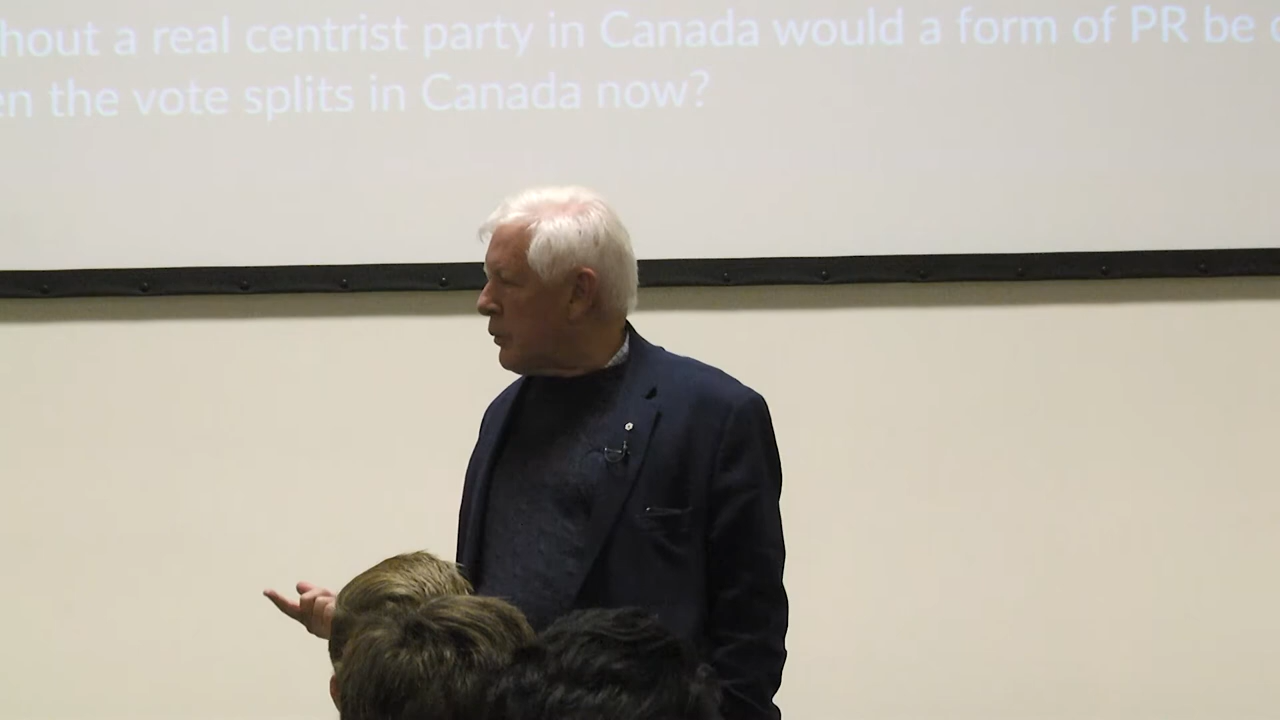 hout a real centrist party in Canada would a form of PR be
en the vote splits in Canada now?